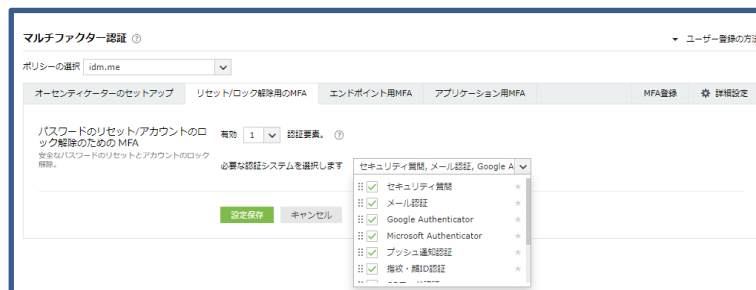 マルチファクター認証
ユーザー登録の方法
ポリシーの選択 idm.me
オーセンティケーターのセットアップ リセット/ロック解除用のMFA エンドポイント用MFA アプリケーション用MFA MFA登録 詳細設定
パスワードのリセット/アカウントのロ
ック解除のための MFA
安全なパスワードのリセットとアカウントのロック
解除。
有効 1 認証要素。
必要な認証システムを選択します セキュリティ質問, メール認証, Google A
セキュリティ質問
メール認証
Google Authenticator
Microsoft Authenticator
プッシュ通知認証
指紋・顔ID認証
設定保存 キャンセル